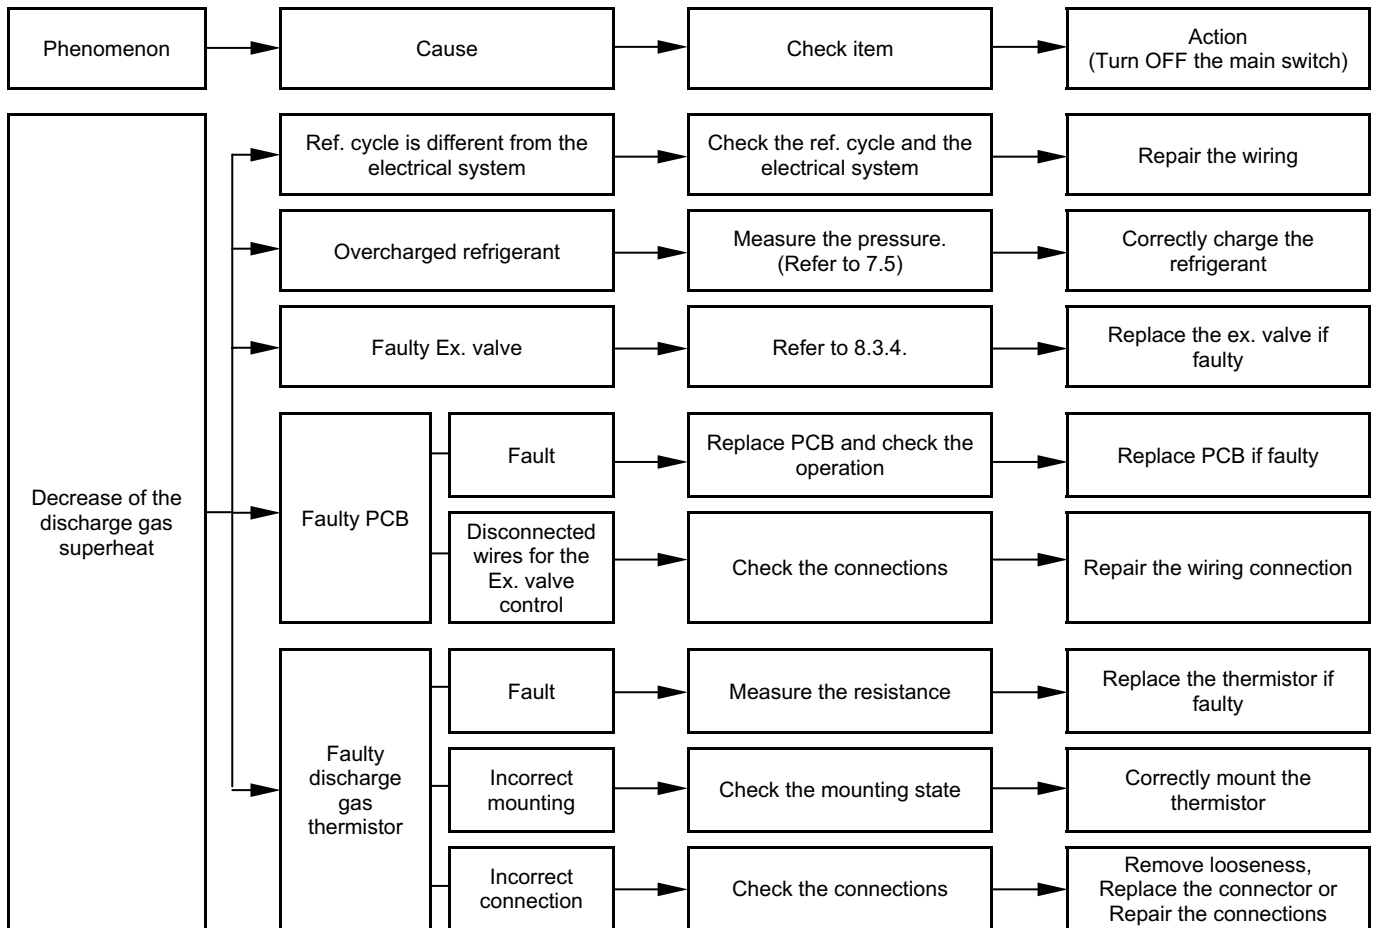 Phenomenon
Cause
Check item
Action
(Turn OFF the main switch)
Decrease of the
discharge gas
superheat
Ref. cycle is different from the
electrical system
Check the ref. cycle and the
electrical system
Repair the wiring
Overcharged refrigerant
Measure the pressure.
(Refer to 7.5)
Correctly charge the
refrigerant
Faulty Ex. valve
Refer to 8.3.4.
Replace the ex. valve if
faulty
Faulty PCB
Fault
Replace PCB and check the
operation
Replace PCB if faulty
Disconnected
wires for the
Ex. valve
control
Check the connections
Repair the wiring connection
Faulty
discharge
gas
thermistor
Fault
Measure the resistance
Replace the thermistor if
faulty
Incorrect
mounting
Check the mounting state
Correctly mount the
thermistor
Incorrect
connection
Check the connections
Remove looseness,
Replace the connector or
Repair the connections